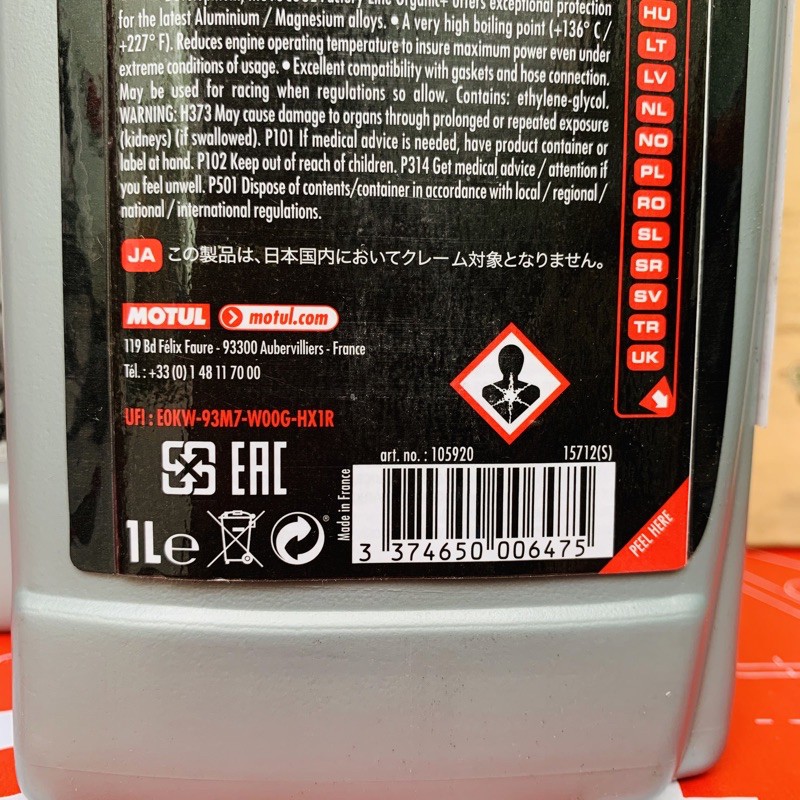 Factory Line Organic+ offers exceptional protection
for the latest Aluminium / Magnesium alloys. • A very high boiling point (+136° C /
+227° F). Reduces engine operating temperature to insure maximum power even under
extreme conditions of usage. • Excellent compatibility with gaskets and hose connection.
May be used for racing when regulations so allow. Contains: ethylene-glycol.
WARNING: H373 May cause damage to organs through prolonged or repeated exposure
(kidneys) (if swallowed). P101 If medical advice is needed, have product container or
label at hand. P102 Keep out of reach of children. P314 Get medical advice / attention if
you feel unwell. P501 Dispose of contents/container in accordance with local / regional /
national / international regulations.
JA この製品は、日本国内においてクレーム対象となりません。
MOTUL motul.com
119 Bd Félix Faure - 93300 Aubervilliers - France
Tél. : +33 (0) 1 48 11 70 00
UFI : E0KW-93M7-W00G-HX1R
EAC
1L e
art. no. : 105920 15712(S)
Made in France
3 374650 006475
PEEL HERE
HU
LT
LV
NL
NO
PL
RO
SL
SR
SV
TR
UK